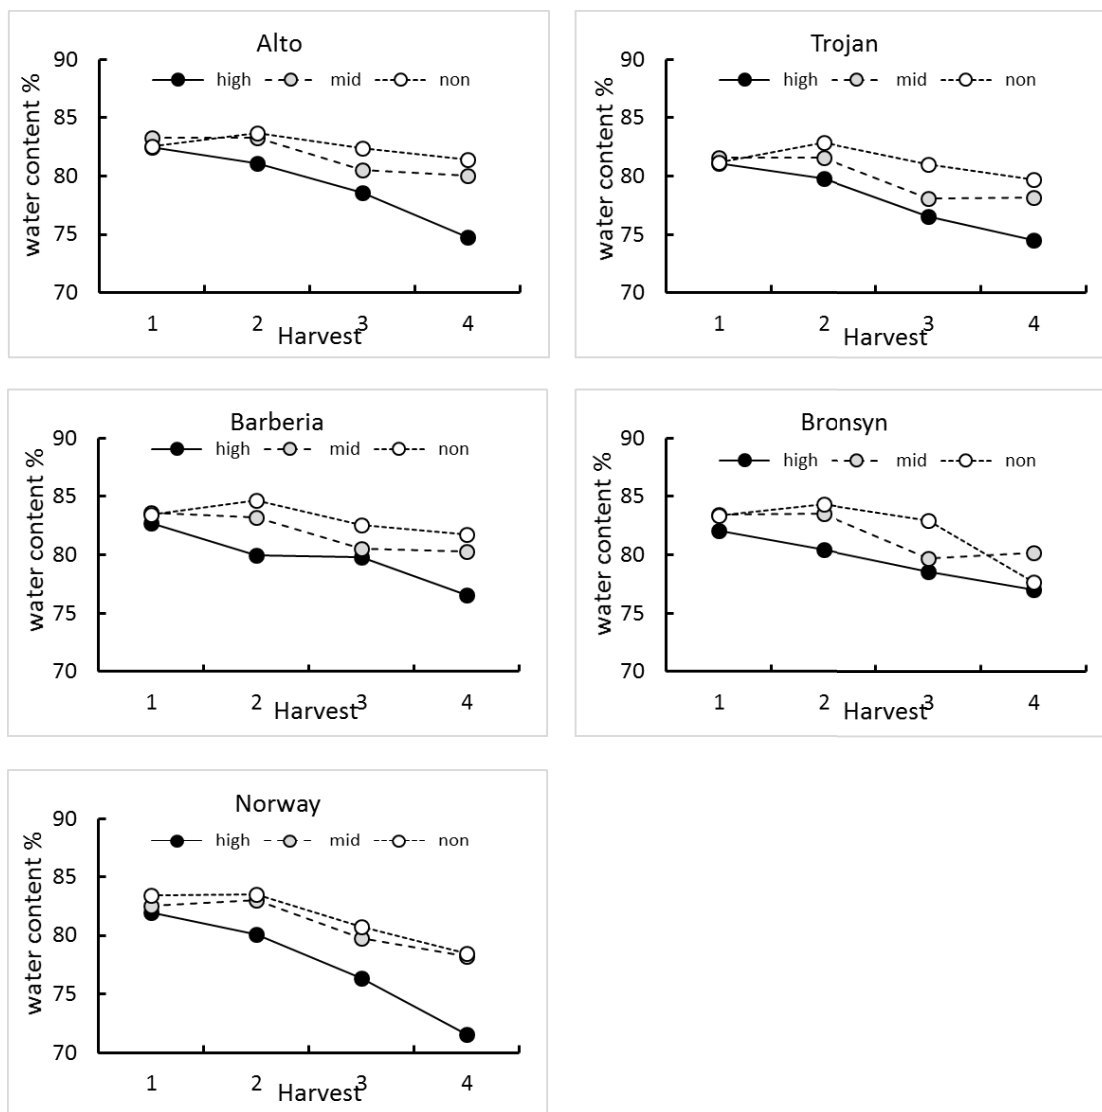 Alto
high mid non
water content %
90
85
80
75
70
1 2 3 4
Harvest
Trojan
high mid non
water content %
90
85
80
75
70
1 2 3 4
Harvest
Barberia
high mid non
water content %
90
85
80
75
70
1 2 3 4
Harvest
Bronsyn
high mid non
water content %
90
85
80
75
70
1 2 3 4
Harvest
Norway
high mid non
water content %
90
85
80
75
70
1 2 3 4
Harvest